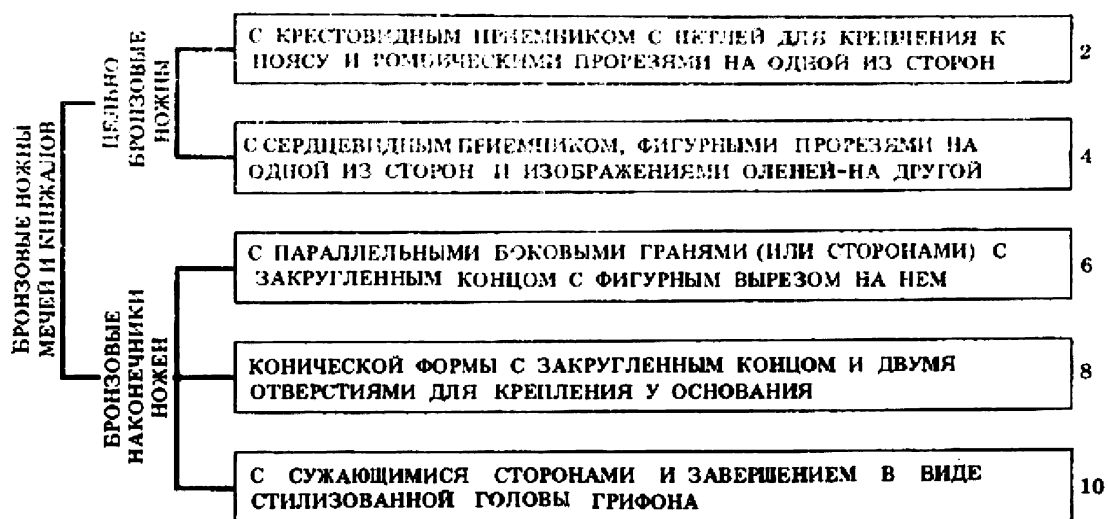 БРОНЗОВЫЕ НОЖНЫ
МЕЧЕЙ И КИНЖАЛОВ
ЦЕЛЬНО
БРОНЗОВЫЕ
НОЖНЫ
С КРЕСТОВИДНЫМ ПРИЕМНИКОМ С ПЕТЛЕЙ ДЛЯ КРЕПЛЕНИЯ К
ПОЯСУ И РОМБИЧЕСКИМИ ПРОРЕЗЯМИ НА ОДНОЙ ИЗ СТОРОН
2
С СЕРДЦЕВИДНЫМ ПРИЕМНИКОМ, ФИГУРНЫМИ ПРОРЕЗЯМИ НА
ОДНОЙ ИЗ СТОРОН И ИЗОБРАЖЕНИЯМИ ОЛЕНЕЙ-НА ДРУГОЙ
4
БРОНЗОВЫЕ
НАКОНЕЧНИКИ
НОЖЕН
С ПАРАЛЛЕЛЬНЫМИ БОКОВЫМИ ГРАНЯМИ (ИЛИ СТОРОНАМИ) С
ЗАКРУГЛЕННЫМ КОНЦОМ С ФИГУРНЫМ ВЫРЕЗОМ НА НЕМ
6
КОНИЧЕСКОЙ ФОРМЫ С ЗАКРУГЛЕННЫМ КОНЦОМ И ДВУМЯ
ОТВЕРСТИЯМИ ДЛЯ КРЕПЛЕНИЯ У ОСНОВАНИЯ
8
С СУЖАЮЩИМИСЯ СТОРОНАМИ И ЗАВЕРШЕНИЕМ В ВИДЕ
СТИЛИЗОВАННОЙ ГОЛОВЫ ГРИФОНА
10